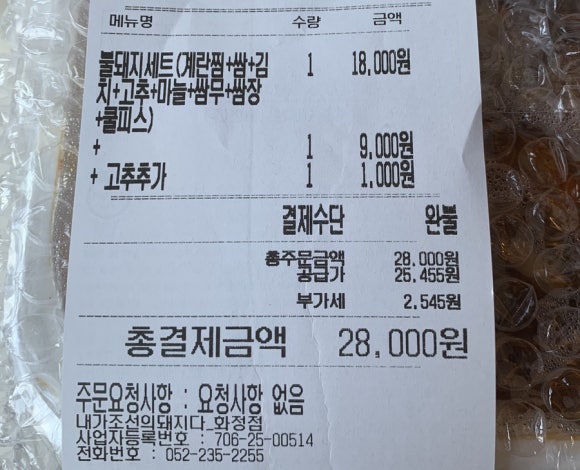 메뉴명 수량 금액
불돼지세트(계란찜+쌈+김 1 18,000원
치+고추+마늘+쌈무+쌈장
+쿨피스)
+ 1 9,000원
+ 고추추가 1 1,000원
결제수단 완불
총주문금액 28.000원
공급가 25.455원
부가세 2.545원
총결제금액 28.000원
주문요청사항 : 요청사항 없음
내가조선의돼지다_화정점
사업자등록번호 : 706-25-00514
전화번호 : 052-235-2255